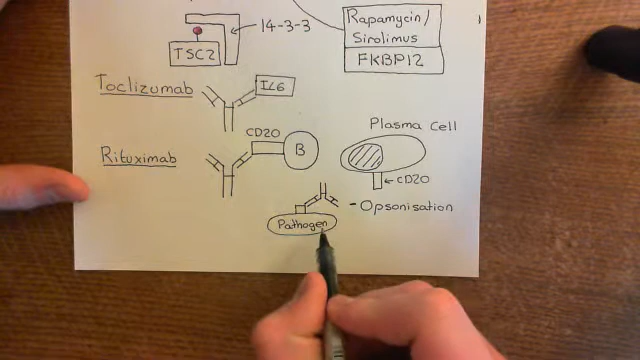 14-3-3
TSC2
Rapamycin/
Sirolimus
FKBP12
Toclizumab
IL6
CD20
B
Rituximab
Plasma Cell
CD20
Pathogen
- Opsonisation